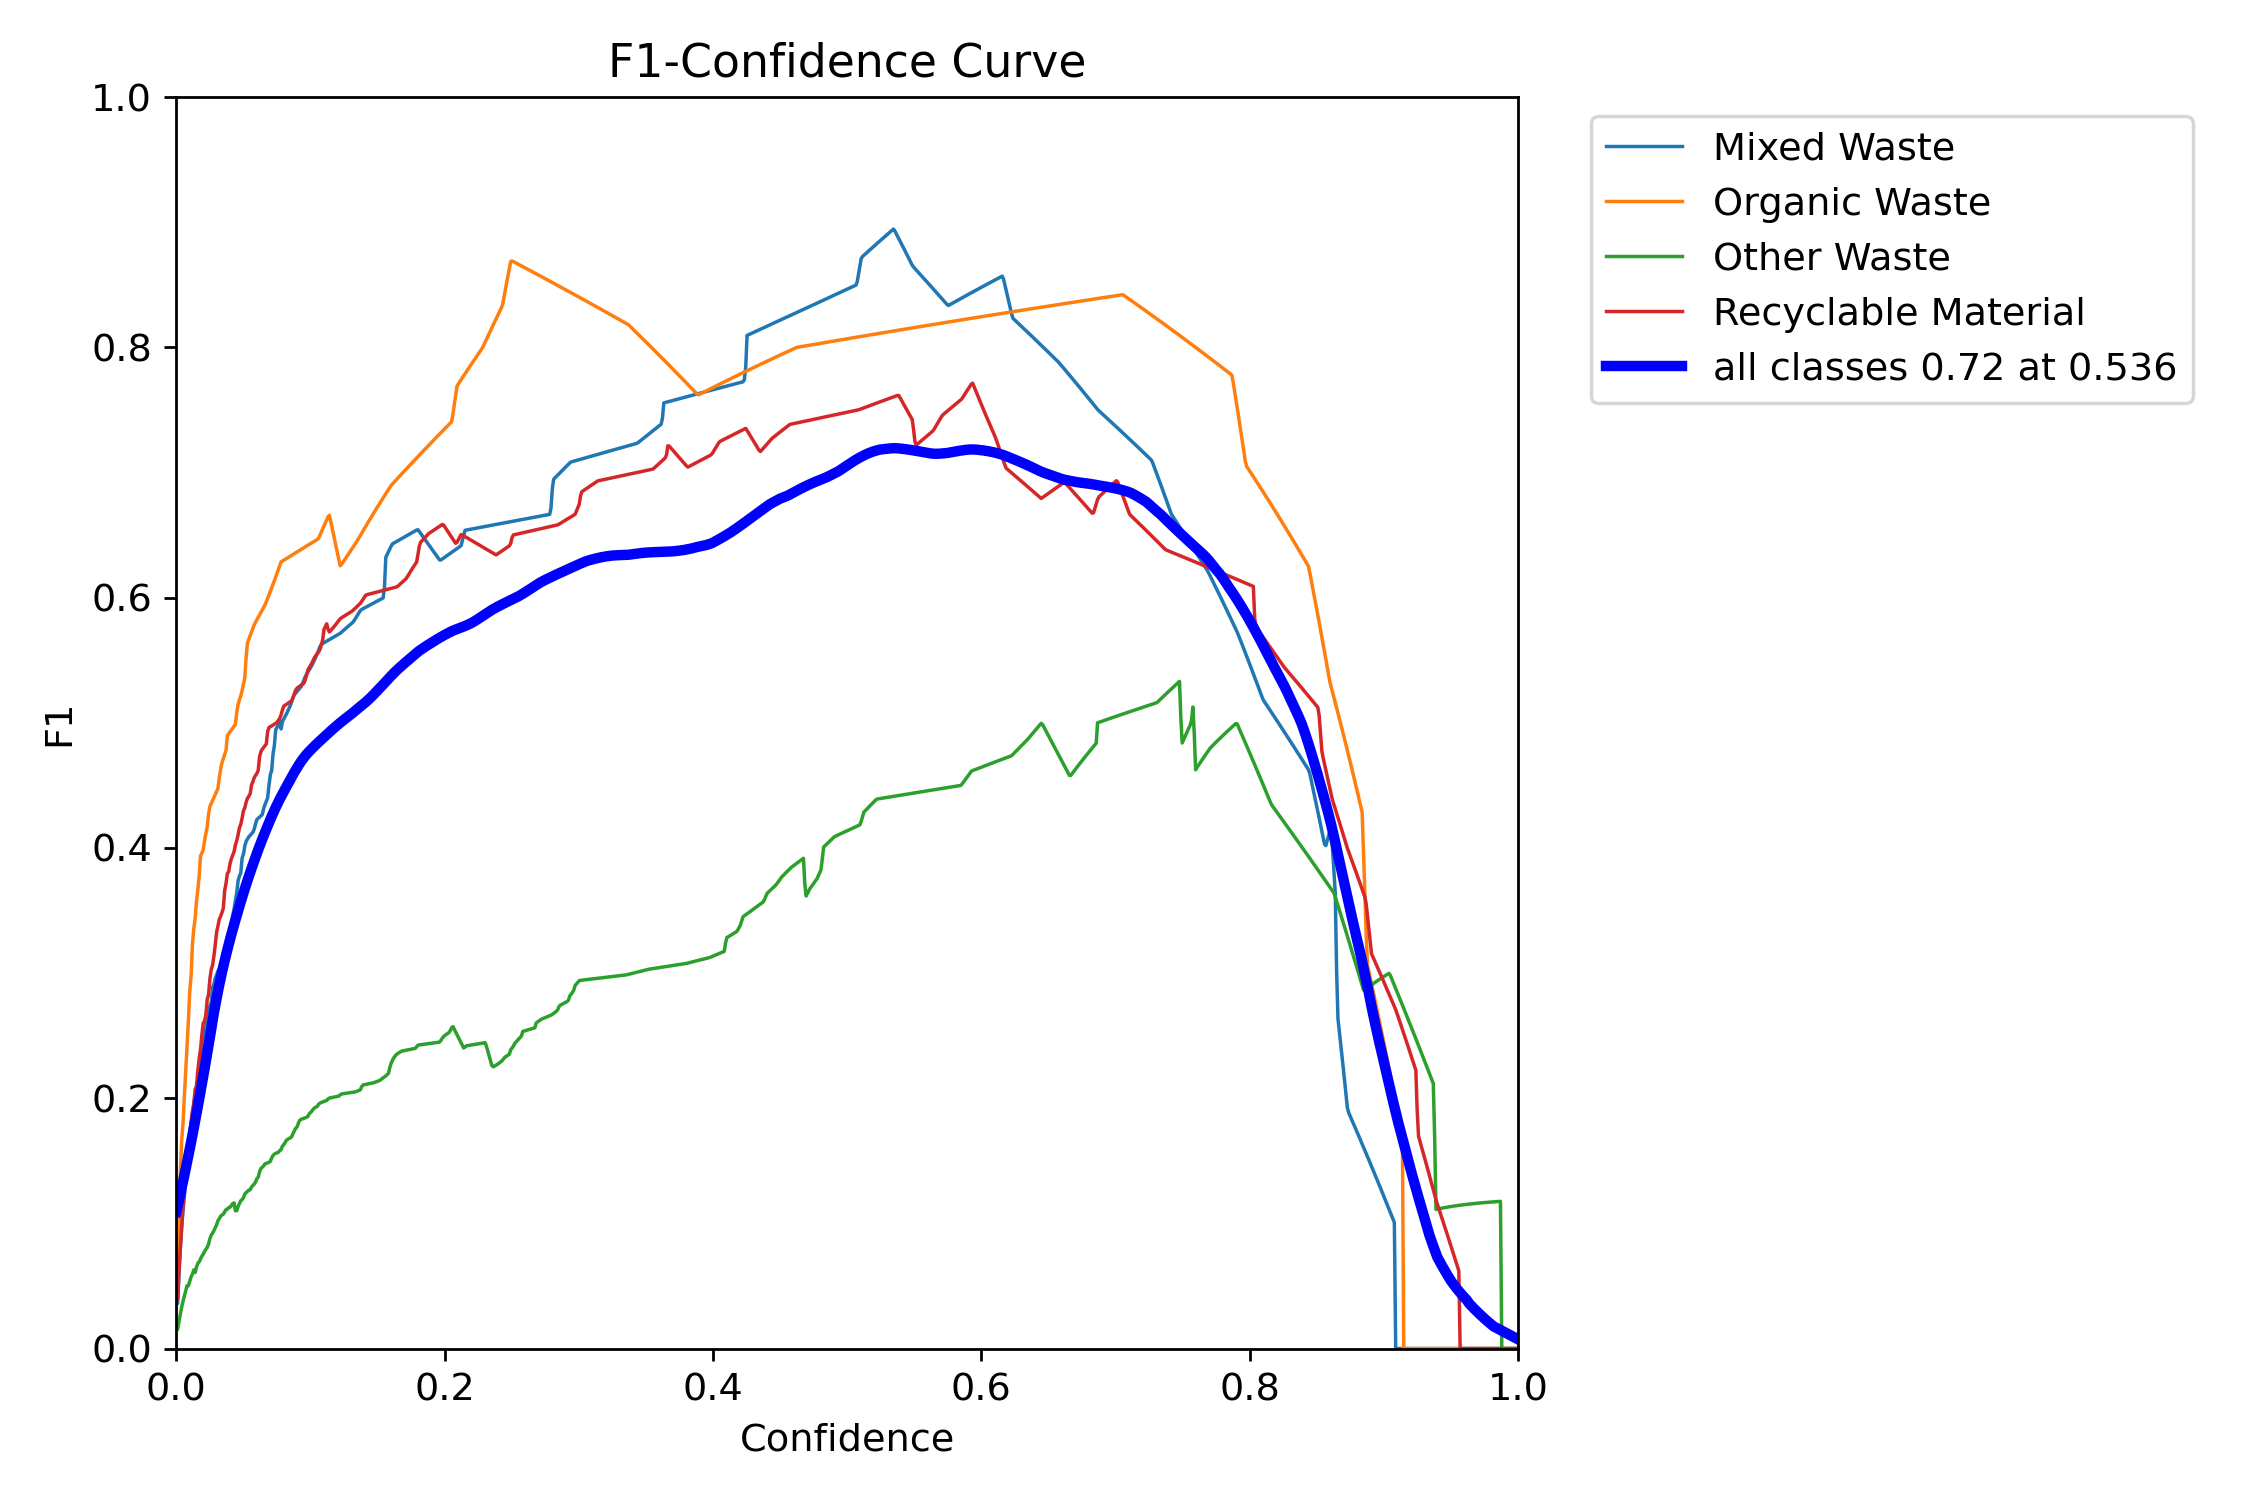 F1-Confidence Curve
1.0
0.8
0.6
0.4
0.2
0.0
F1
0.0 0.2 0.4 0.6 0.8 1.0
Confidence
Mixed Waste
Organic Waste
Other Waste
Recyclable Material
all classes 0.72 at 0.536